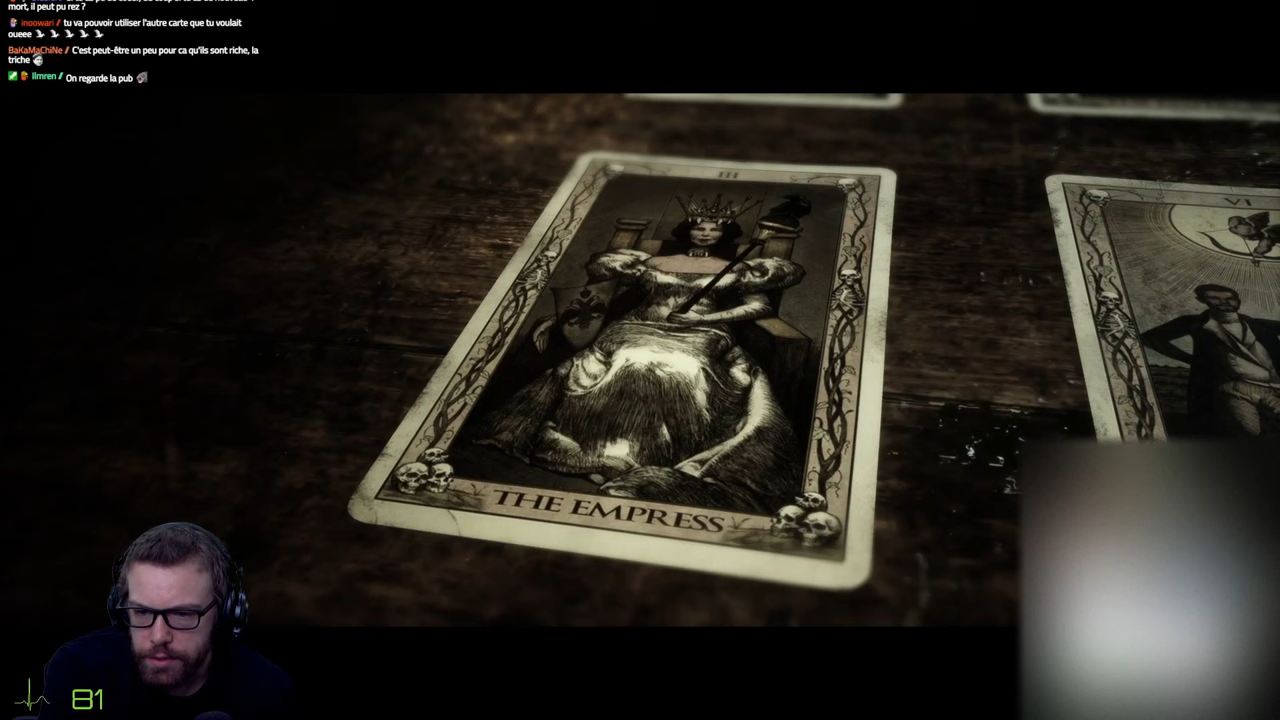 mort, il peut pu rez ?
inoowari / tu va pouvoir utiliser l'autre carte que tu voulait
oueee
BaKaMaChiNe / C'est peut-être un peu pour ca qu'ils sont riche, la
triche
Ilmren / On regarde la pub
III
VI
THE EMPRESS
81